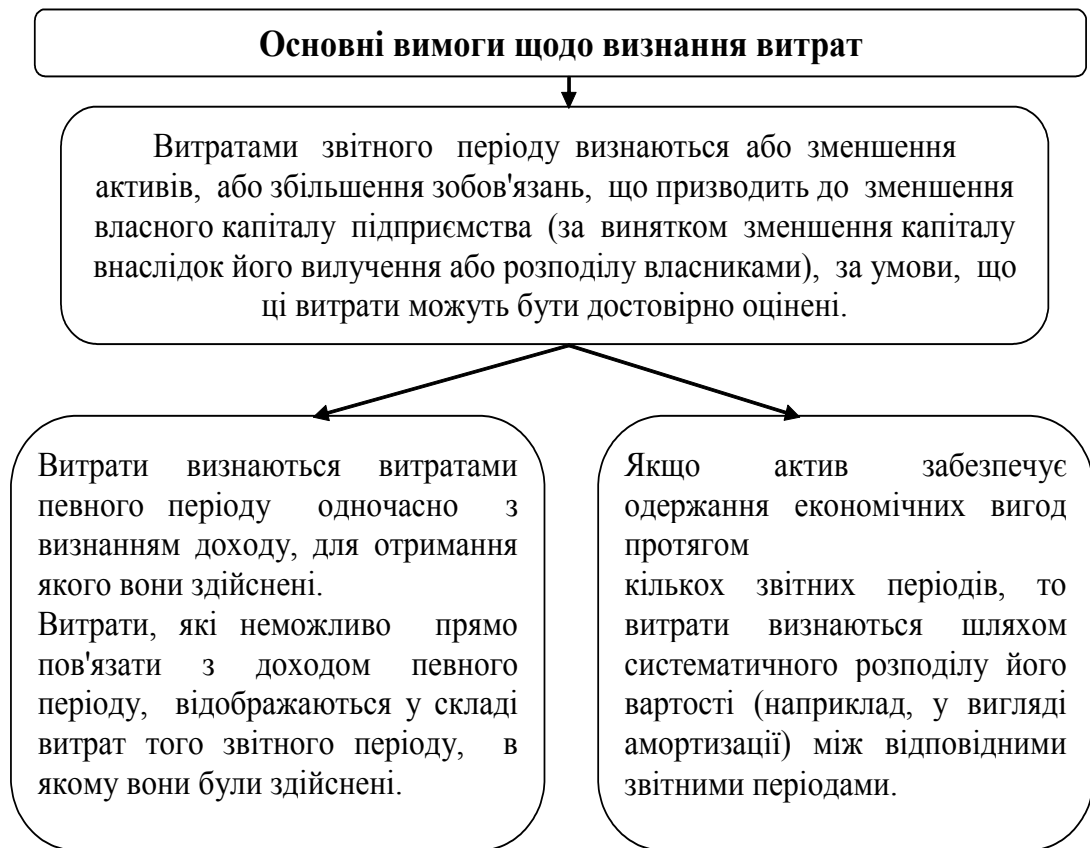 Основні вимоги щодо визнання витрат
Витратами звітного періоду визнаються або зменшення
активів, або збільшення зобов'язань, що призводить до зменшення
власного капіталу підприємства (за винятком зменшення капіталу
внаслідок його вилучення або розподілу власниками), за умови, що
ці витрати можуть бути достовірно оцінені.
Витрати визнаються витратами
певного періоду одночасно з
визнанням доходу, для отримання
якого вони здійснені.
Витрати, які неможливо прямо
пов'язати з доходом певного
періоду, відображаються у складі
витрат того звітного періоду, в
якому вони були здійснені.
Якщо актив забезпечує
одержання економічних вигод
протягом
кількох звітних періодів, то
витрати визнаються шляхом
систематичного розподілу його
вартості (наприклад, у вигляді
амортизації) між відповідними
звітними періодами.